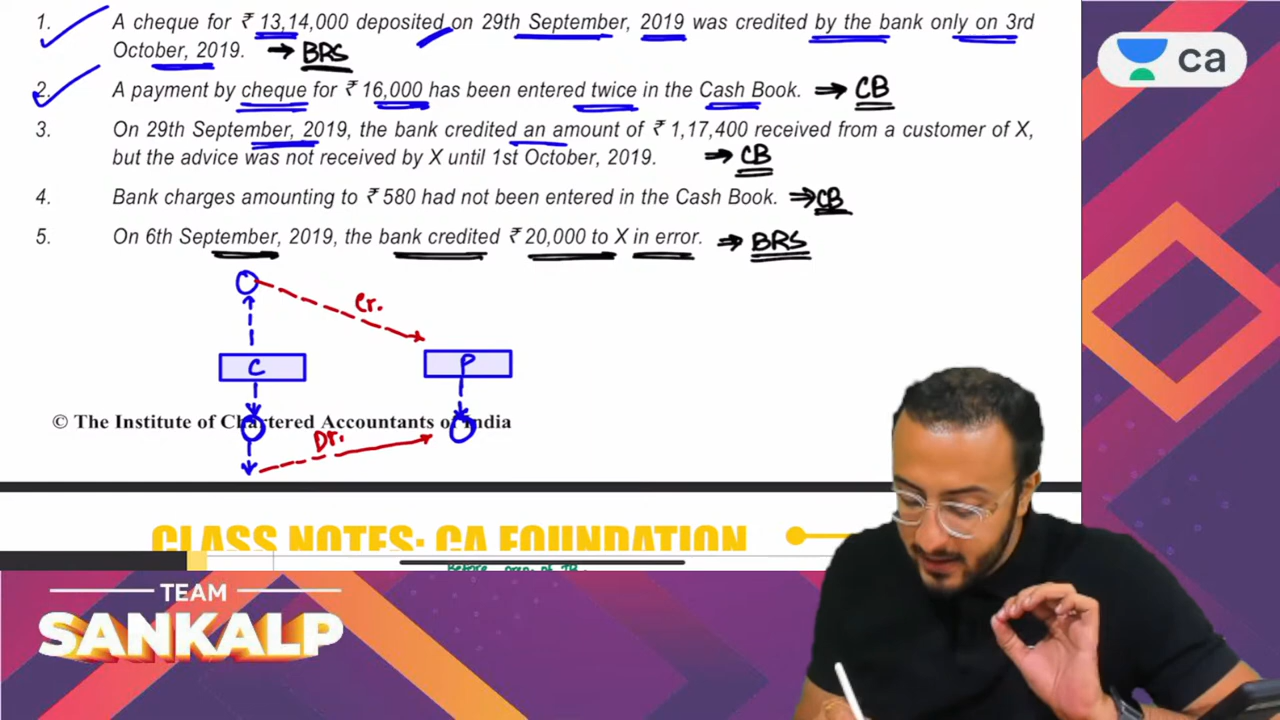 1. A cheque for ₹ 13,14,000 deposited on 29th September, 2019 was credited by the bank only on 3rd
October, 2019. → BRS
2. A payment by cheque for ₹ 16,000 has been entered twice in the Cash Book. → CB
3. On 29th September, 2019, the bank credited an amount of ₹ 1,17,400 received from a customer of X,
but the advice was not received by X until 1st October, 2019. → CB
4. Bank charges amounting to ₹ 580 had not been entered in the Cash Book. → CB
5. On 6th September, 2019, the bank credited ₹ 20,000 to X in error. → BRS
ca
Cr.
C
P
© The Institute of Chartered Accountants of India
Dr.
CLASS NOTES: CA FOUNDATION
Before prep. of TB.
TEAM
SANKALP